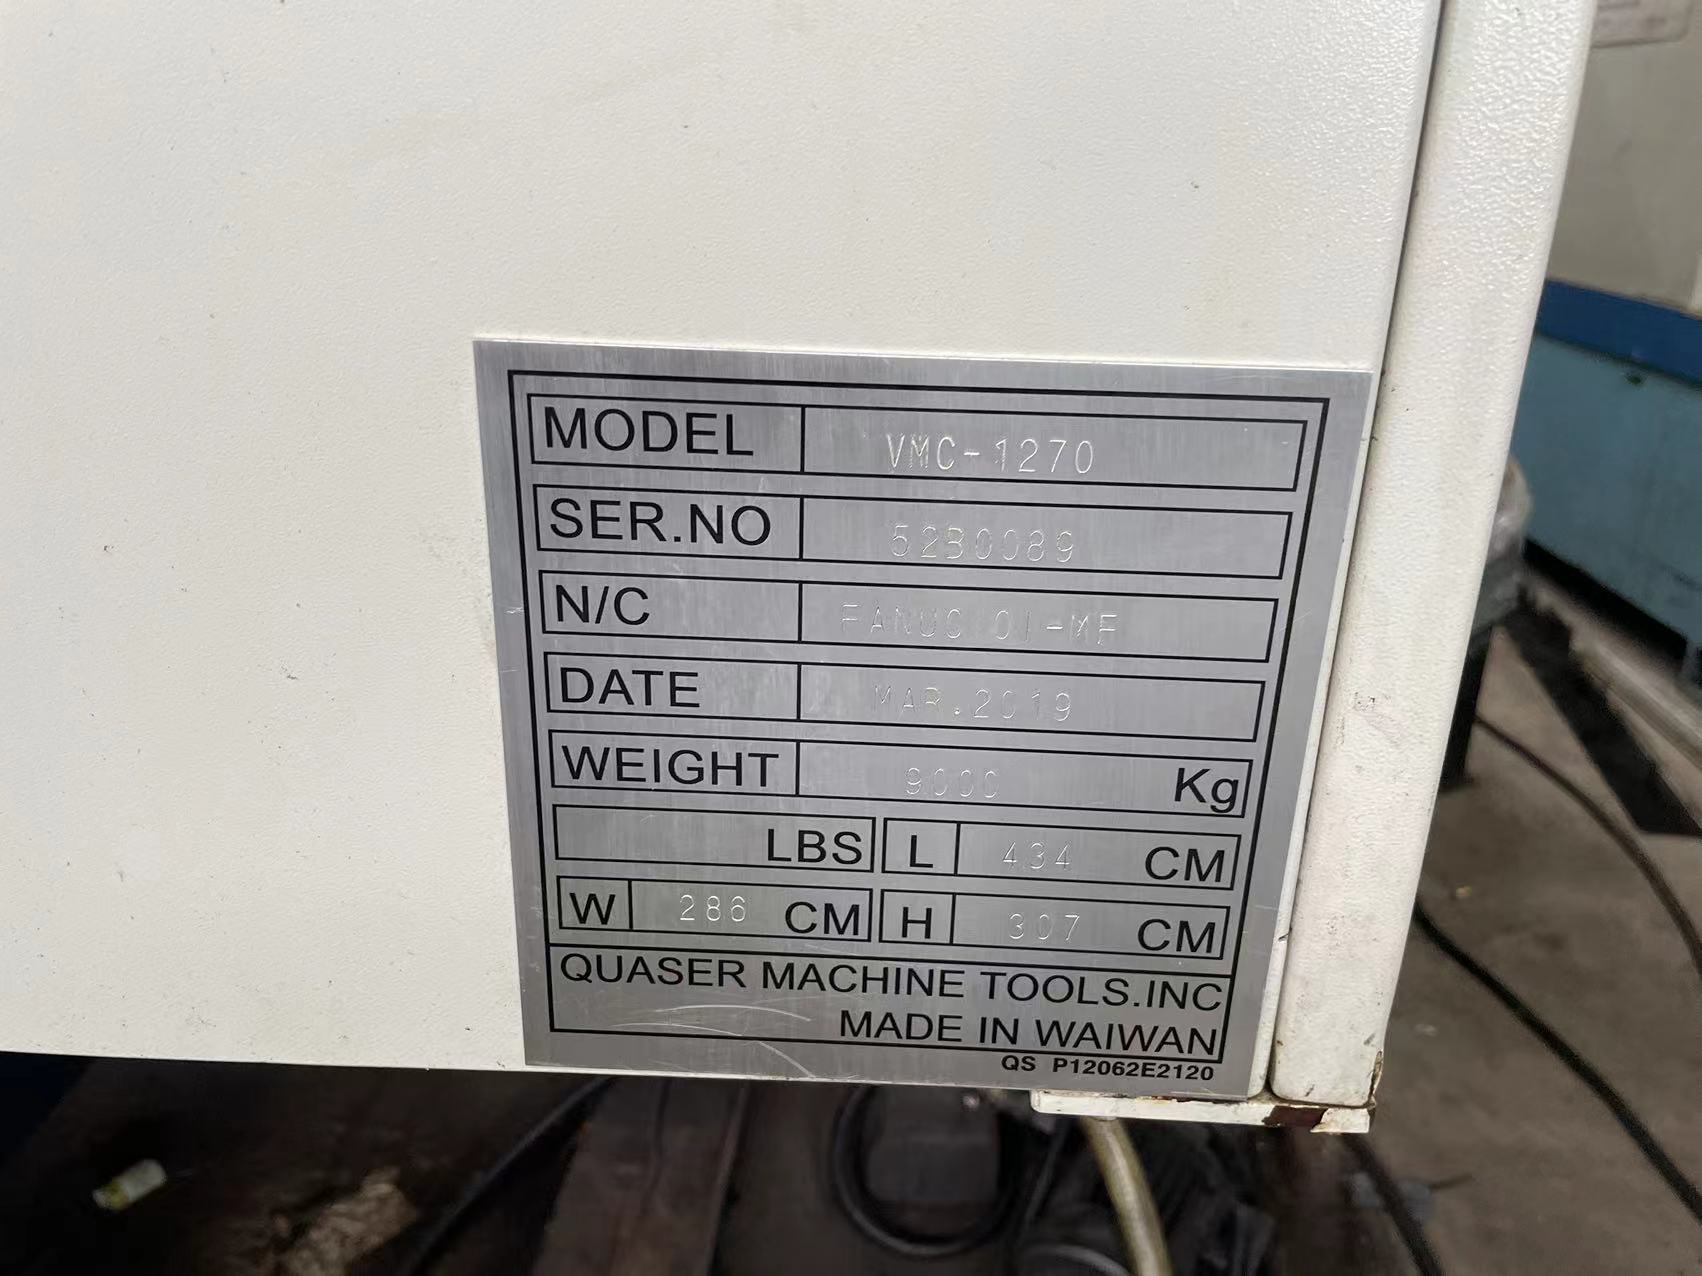 MODEL VMC-1270
SER.NO 52B0089
N/C FANUC OI-MF
DATE MAR.2019
WEIGHT 9000 Kg
LBS L 434 CM
W 286 CM H 307 CM
QUASER MACHINE TOOLS.INC
MADE IN WAIWAN
QS P12062E2120